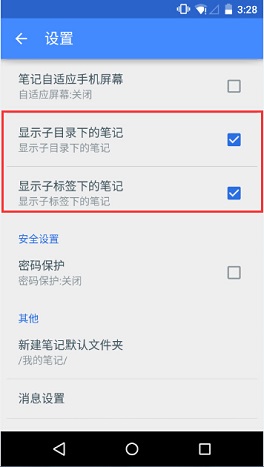 3:28
设置
笔记自适应手机屏幕
自适应屏幕:关闭
显示子目录下的笔记
显示子目录下的笔记
显示子标签下的笔记
显示子标签下的笔记
安全设置
密码保护
密码保护:关闭
其他
新建笔记默认文件夹
/我的笔记/
消息设置